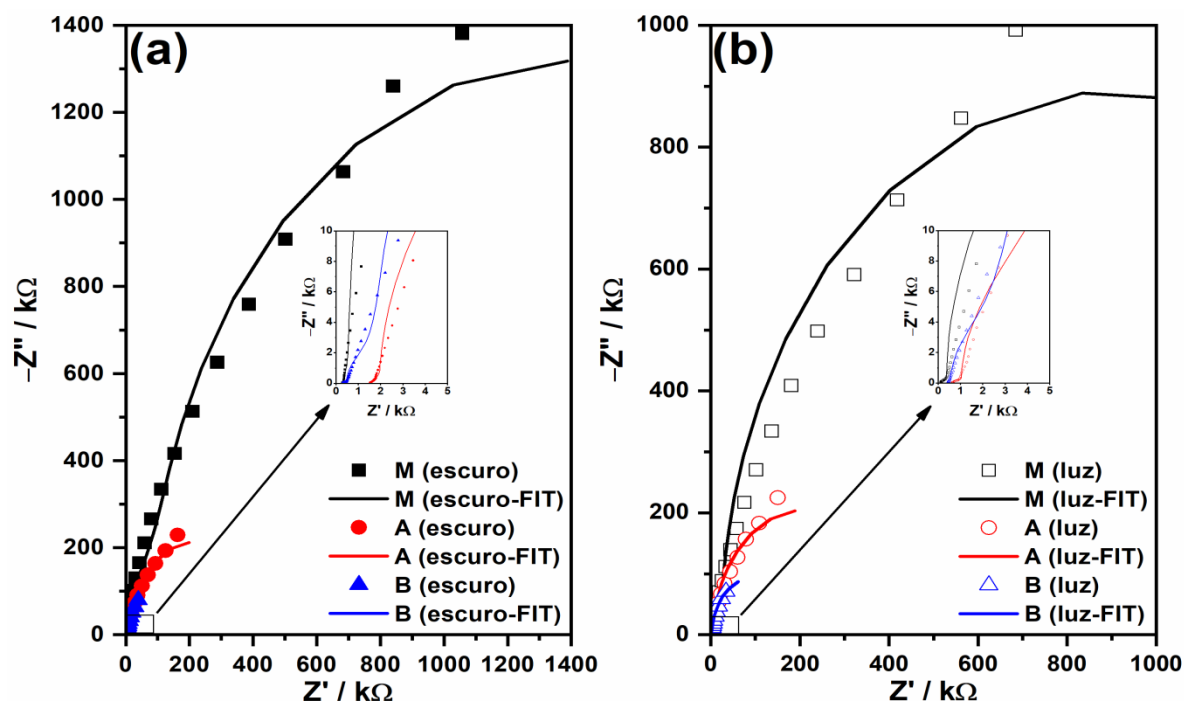 (a)
1400
1200
1000
800
600
400
200
0
0 200 400 600 800 1000 1200 1400
−Z'' / kΩ
Z' / kΩ
10
8
6
4
2
0
0 1 2 3 4 5
−Z'' / kΩ
Z' / kΩ
M (escuro)
M (escuro-FIT)
A (escuro)
A (escuro-FIT)
B (escuro)
B (escuro-FIT)
(b)
1000
800
600
400
200
0
0 200 400 600 800 1000
−Z'' / kΩ
Z' / kΩ
10
8
6
4
2
0
0 1 2 3 4 5
−Z'' / kΩ
Z' / kΩ
M (luz)
M (luz-FIT)
A (luz)
A (luz-FIT)
B (luz)
B (luz-FIT)